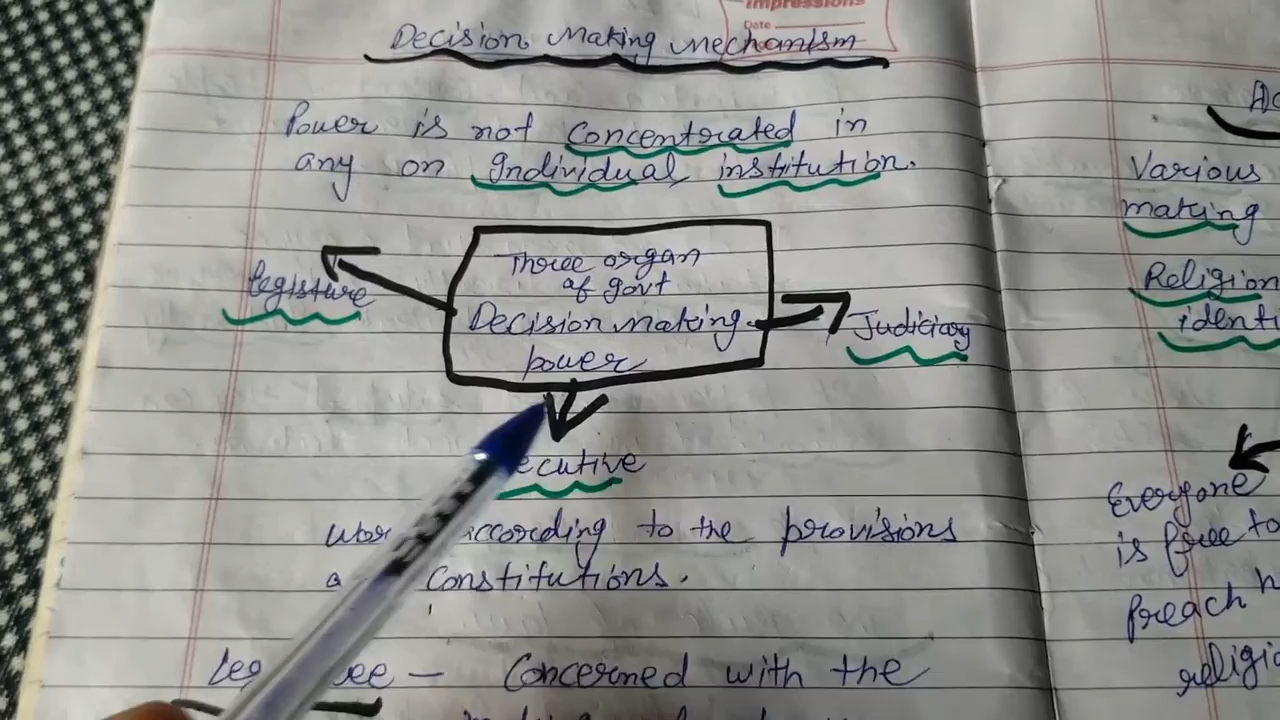 Impressions
Date
Decision Making Mechanism
Power is not Concentrated in
any on Individual institution.
Three organ
of govt
Decision Making
power
legisture
Judiciary
ecutive
according to the provisions
Constitutions.
Concerned with the
Various
making
Religion
identi
Everyone
is free to
Preach
religio